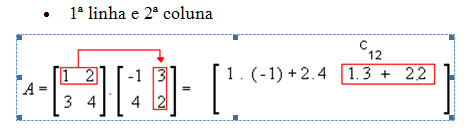 • 1ª linha e 2ª coluna
C12
A = [1 2] . [-1 3] = [1 . (-1) + 2.4 1.3 + 2.2
3 4 4 2